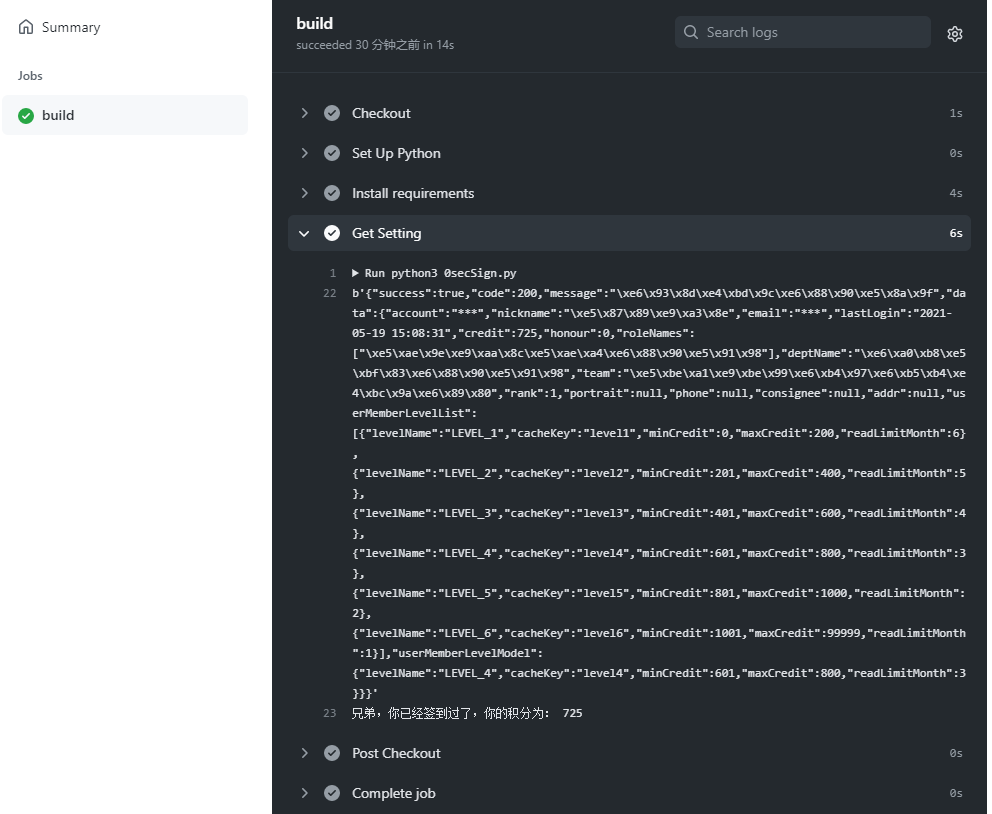 Summary
Jobs
build
build
succeeded 30 分钟之前 in 14s
Search logs
Checkout 1s
Set Up Python 0s
Install requirements 4s
Get Setting 6s
1 ▶ Run python3 0secSign.py
22 b'{"success":true,"code":200,"message":"\xe6\x93\x8d\xe4\xbd\x9c\xe6\x88\x90\xe5\x8a\x9f","da
ta":{"account":"***","nickname":"\xe5\x87\x89\xe9\xa3\x8e","email":"***","lastLogin":"2021-
05-19 15:08:31","credit":725,"honour":0,"roleNames":
["\xe5\xae\x9e\xe9\xaa\x8c\xe5\xae\xa4\xe6\x88\x90\xe5\x91\x98"],"deptName":"\xe6\xa0\xb8\xe5
\xbf\x83\xe6\x88\x90\xe5\x91\x98","team":"\xe5\xbe\xa1\xe9\xbe\x99\xe6\xb4\x97\xe6\xb5\xb4\xe
4\xbc\x9a\xe6\x89\x80","rank":1,"portrait":null,"phone":null,"consignee":null,"addr":null,"us
erMemberLevelList":
[{"levelName":"LEVEL_1","cacheKey":"level1","minCredit":0,"maxCredit":200,"readLimitMonth":6}
,
{"levelName":"LEVEL_2","cacheKey":"level2","minCredit":201,"maxCredit":400,"readLimitMonth":5
},
{"levelName":"LEVEL_3","cacheKey":"level3","minCredit":401,"maxCredit":600,"readLimitMonth":4
},
{"levelName":"LEVEL_4","cacheKey":"level4","minCredit":601,"maxCredit":800,"readLimitMonth":3
},
{"levelName":"LEVEL_5","cacheKey":"level5","minCredit":801,"maxCredit":1000,"readLimitMonth":
2},
{"levelName":"LEVEL_6","cacheKey":"level6","minCredit":1001,"maxCredit":99999,"readLimitMonth
":1}],"userMemberLevelModel":
{"levelName":"LEVEL_4","cacheKey":"level4","minCredit":601,"maxCredit":800,"readLimitMonth":3
}}}'
23 兄弟，你已经签到过了，你的积分为： 725
Post Checkout 0s
Complete job 0s